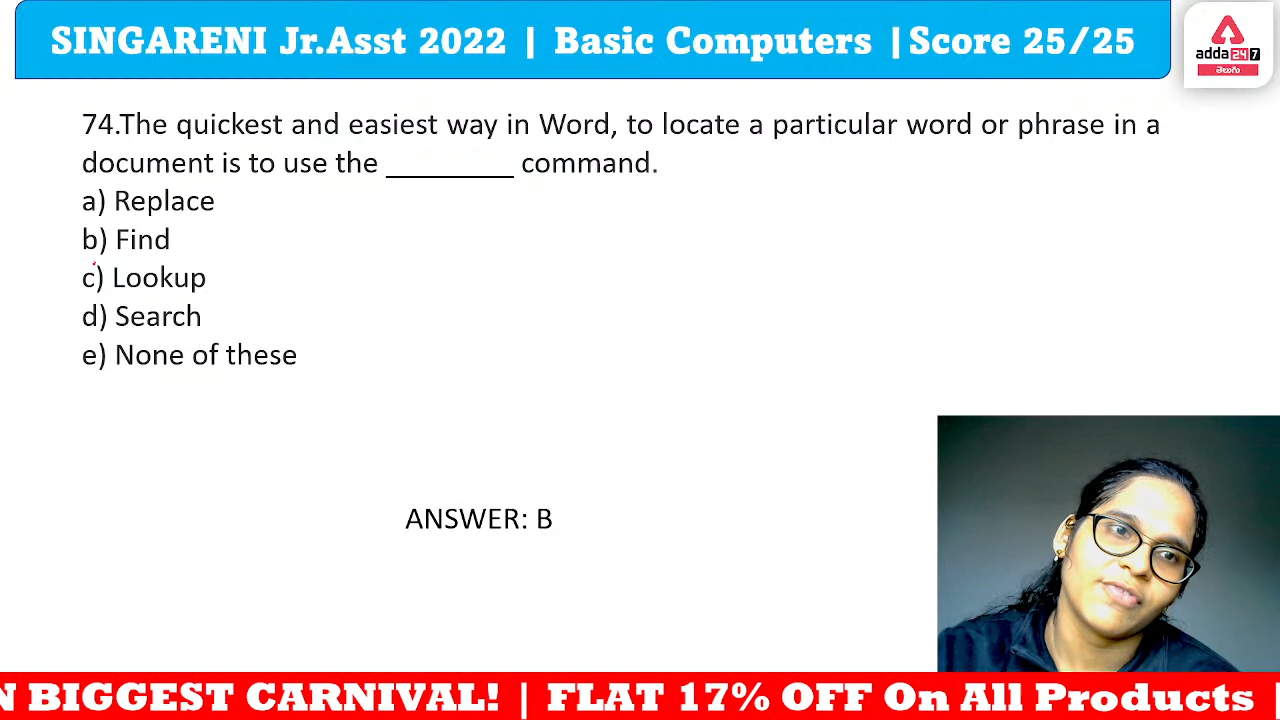 SINGARENI Jr.Asst 2022 | Basic Computers |Score 25/25
adda 24 7
తెలుగు
74.The quickest and easiest way in Word, to locate a particular word or phrase in a
document is to use the _________ command.
a) Replace
b) Find
c) Lookup
d) Search
e) None of these
ANSWER: B
N BIGGEST CARNIVAL! | FLAT 17% OFF On All Products |